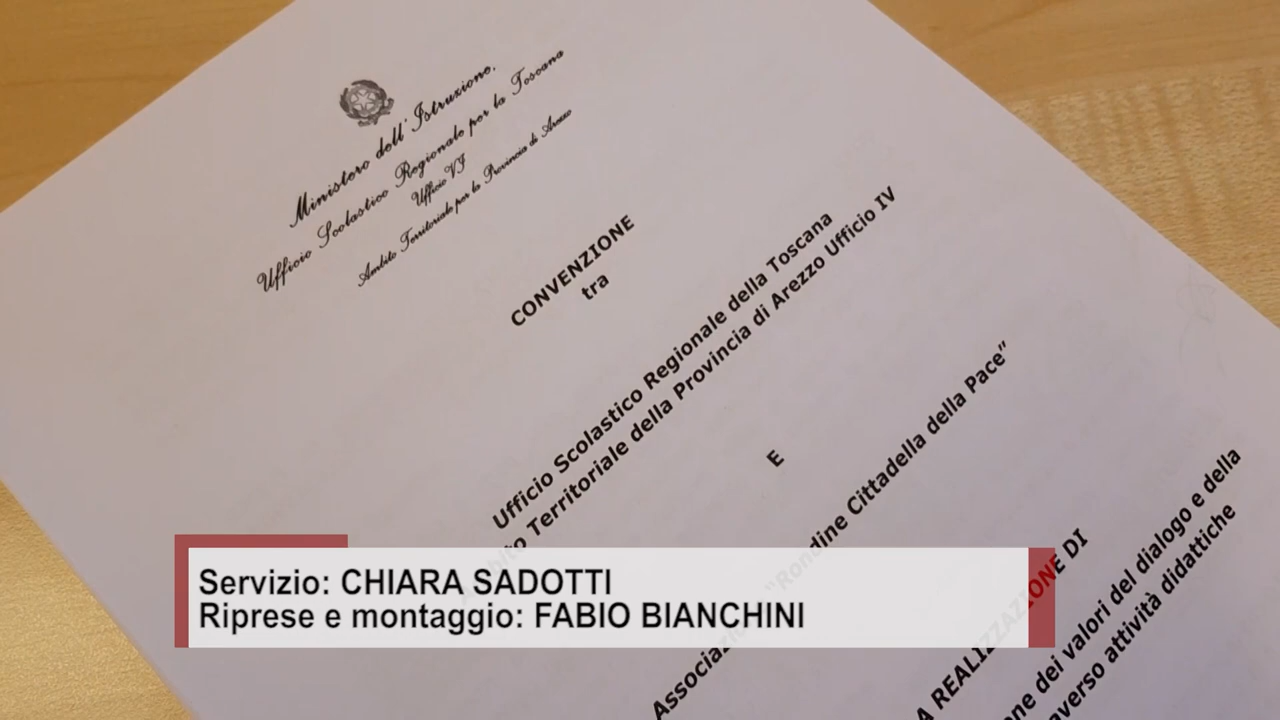 Ministero dell'Istruzione,
Ufficio Scolastico Regionale per la Toscana
Ufficio VI
Ambito Territoriale per la Provincia di Arezzo
CONVENZIONE
tra
Ufficio Scolastico Regionale della Toscana
Territoriale della Provincia di Arezzo Ufficio IV
E
Associazione "Rondine Cittadella della Pace"
A REALIZZAZIONE DI
dei valori del dialogo e della
attività didattiche
Servizio: CHIARA SADOTTI
Riprese e montaggio: FABIO BIANCHINI